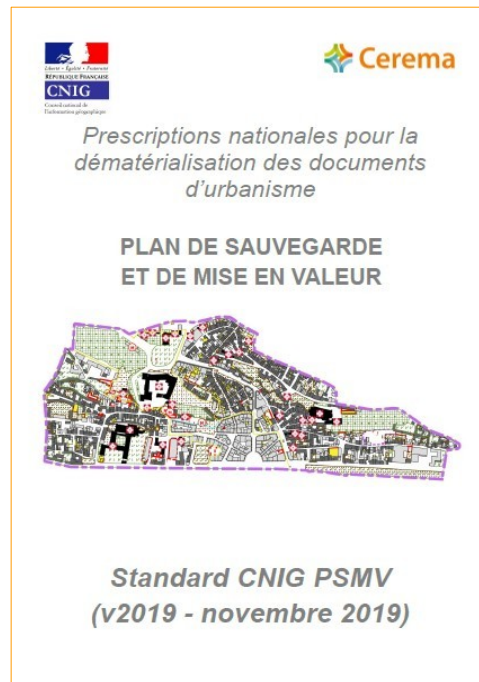 Liberté • Égalité • Fraternité
RÉPUBLIQUE FRANÇAISE
CNIG
Conseil national de
l'information géographique
Cerema
Prescriptions nationales pour la
dématérialisation des documents
d'urbanisme
PLAN DE SAUVEGARDE
ET DE MISE EN VALEUR
Standard CNIG PSMV
(v2019 - novembre 2019)